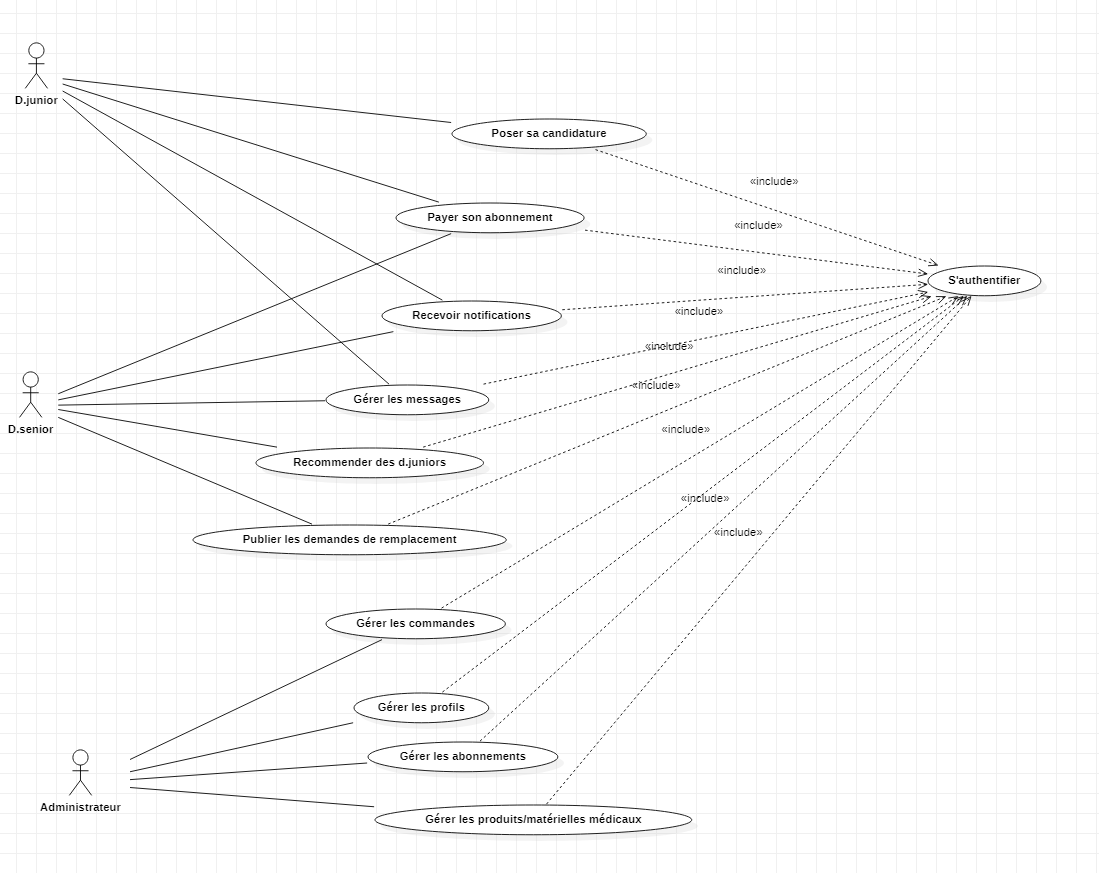 D.junior
Poser sa candidature
«include»
Payer son abonnement
«include»
«include»
S'authentifier
Recevoir notifications
«include»
«include»
Gérer les messages
«include»
D.senior
«include»
Recommender des d.juniors
«include»
Publier les demandes de remplacement
«include»
Gérer les commandes
Gérer les profils
Gérer les abonnements
Administrateur
Gérer les produits/matérielles médicaux